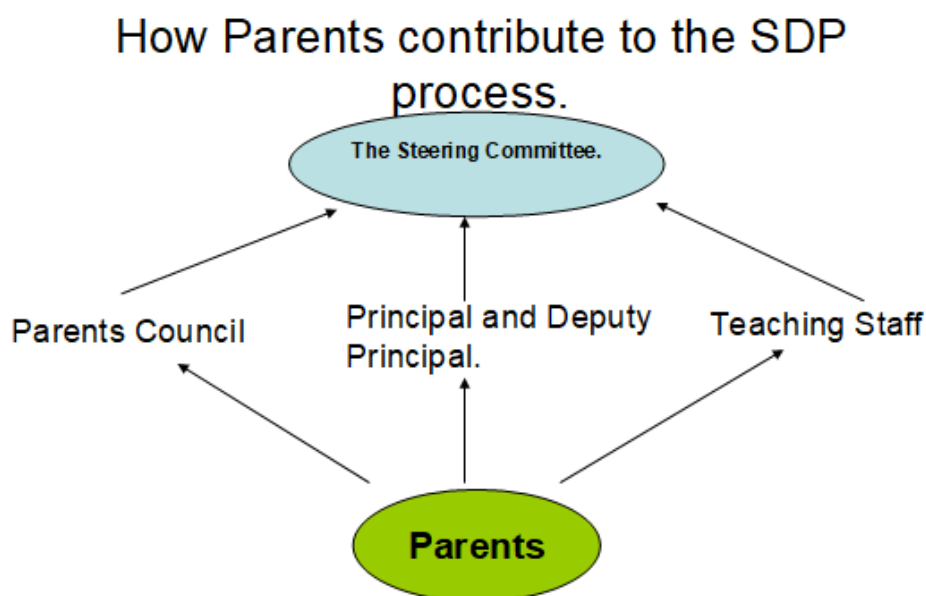 How Parents contribute to the SDP
process.
The Steering Committee.
Parents Council
Principal and Deputy
Principal.
Teaching Staff
Parents